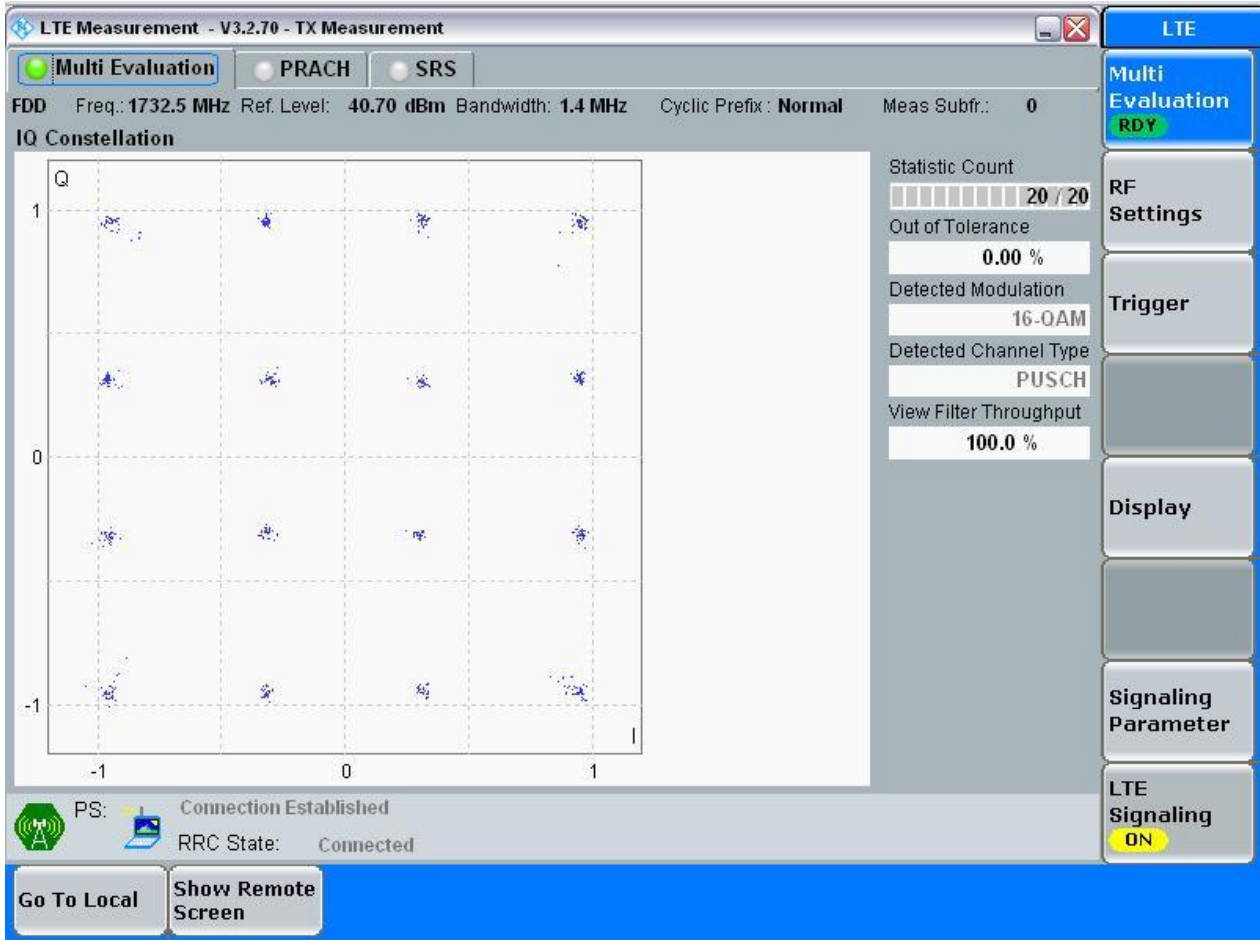 LTE Measurement - V3.2.70 - TX Measurement
LTE
Multi Evaluation PRACH SRS
FDD Freq.: 1732.5 MHz Ref. Level: 40.70 dBm Bandwidth: 1.4 MHz Cyclic Prefix : Normal Meas Subfr.: 0
IQ Constellation
Q
1
0
-1
-1 0 1
I
Statistic Count
20 / 20
Out of Tolerance
0.00 %
Detected Modulation
16-QAM
Detected Channel Type
PUSCH
View Filter Throughput
100.0 %
Multi
Evaluation
RDY
RF
Settings
Trigger
Display
Signaling
Parameter
LTE
Signaling
ON
PS: Connection Established
RRC State: Connected
Go To Local
Show Remote
Screen